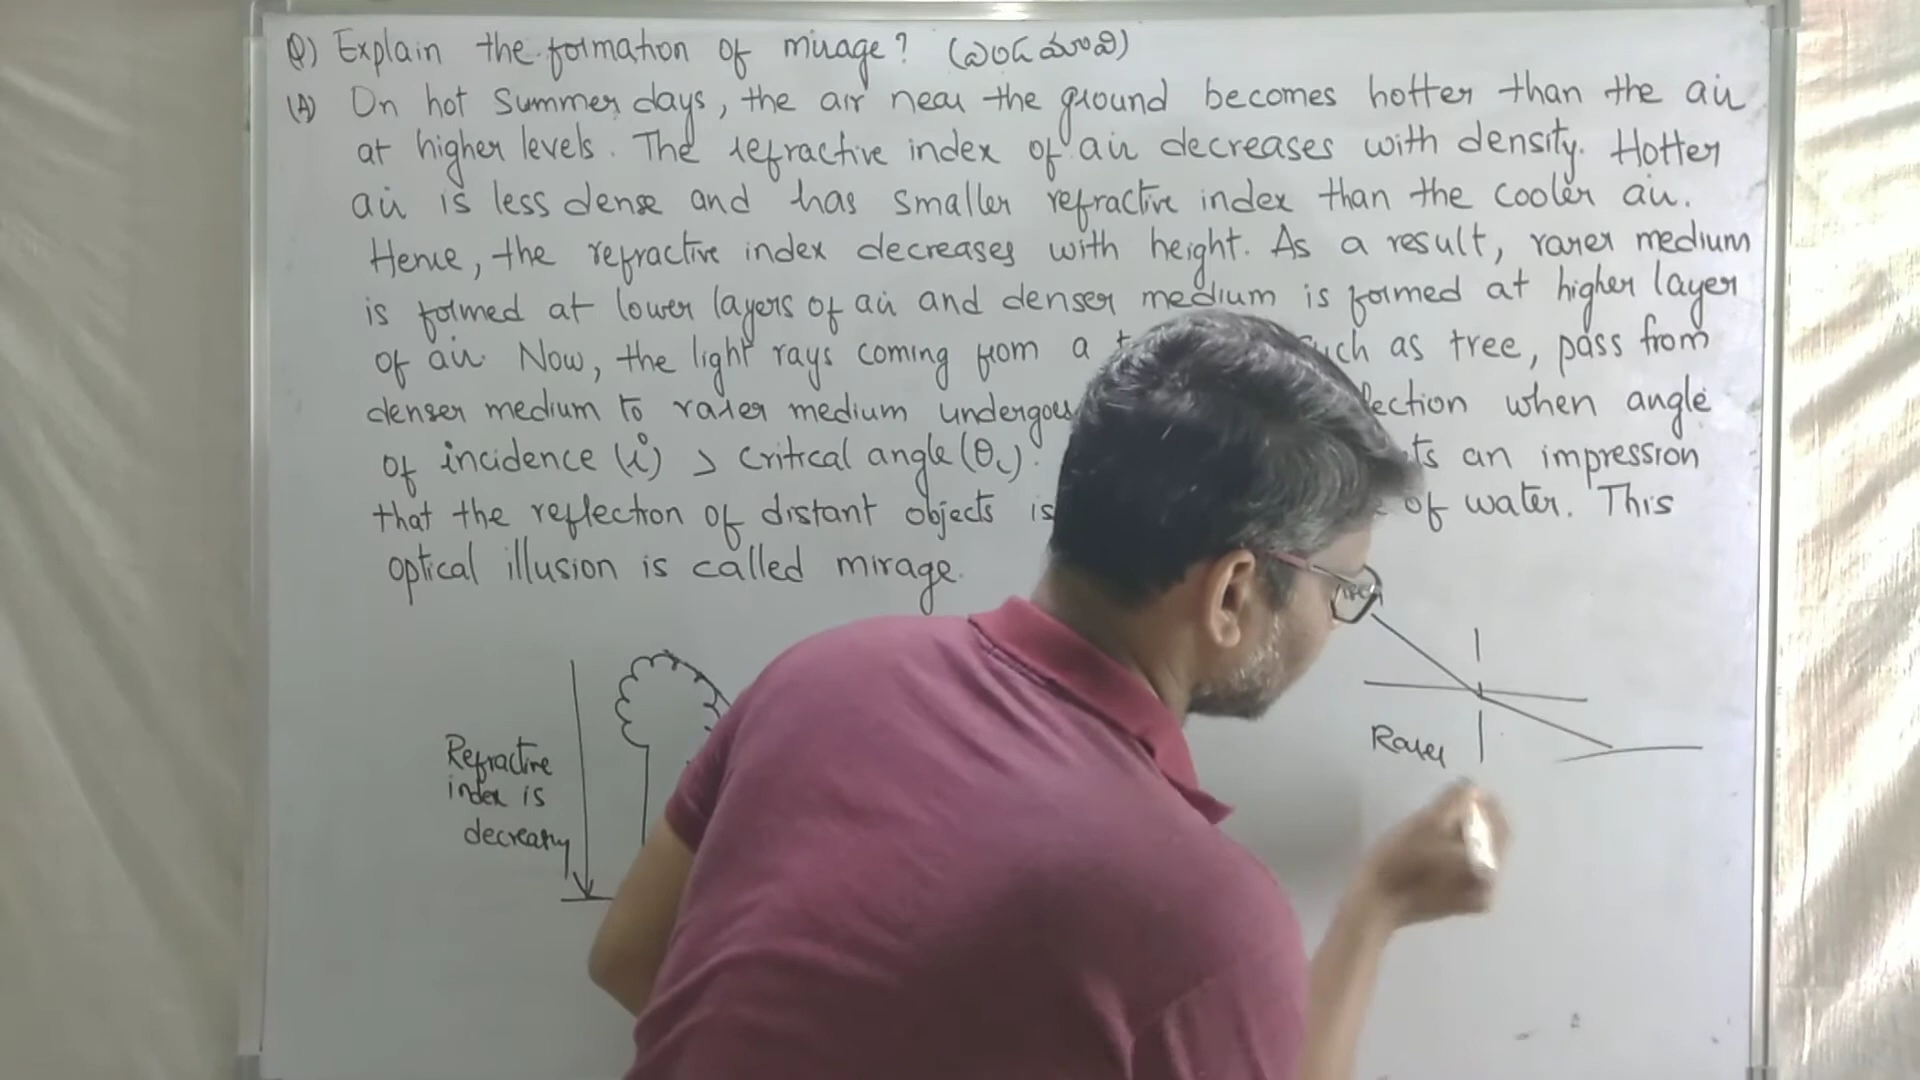 Q) Explain the formation of mirage? (ఎండమావి)
(A) On hot summer days, the air near the ground becomes hotter than the air
at higher levels. The refractive index of air decreases with density. Hotter
air is less dense and has smaller refractive index than the cooler air.
Hence, the refractive index decreases with height. As a result, rarer medium
is formed at lower layers of air and denser medium is formed at higher layer
of air. Now, the light rays coming from a as tree, pass from
denser medium to rarer medium undergoes when angle
of incidence (i) > critical angle (θc). an impression
that the reflection of distant objects is of water. This
optical illusion is called mirage.
Refractive
index is
decreasing
Rarer